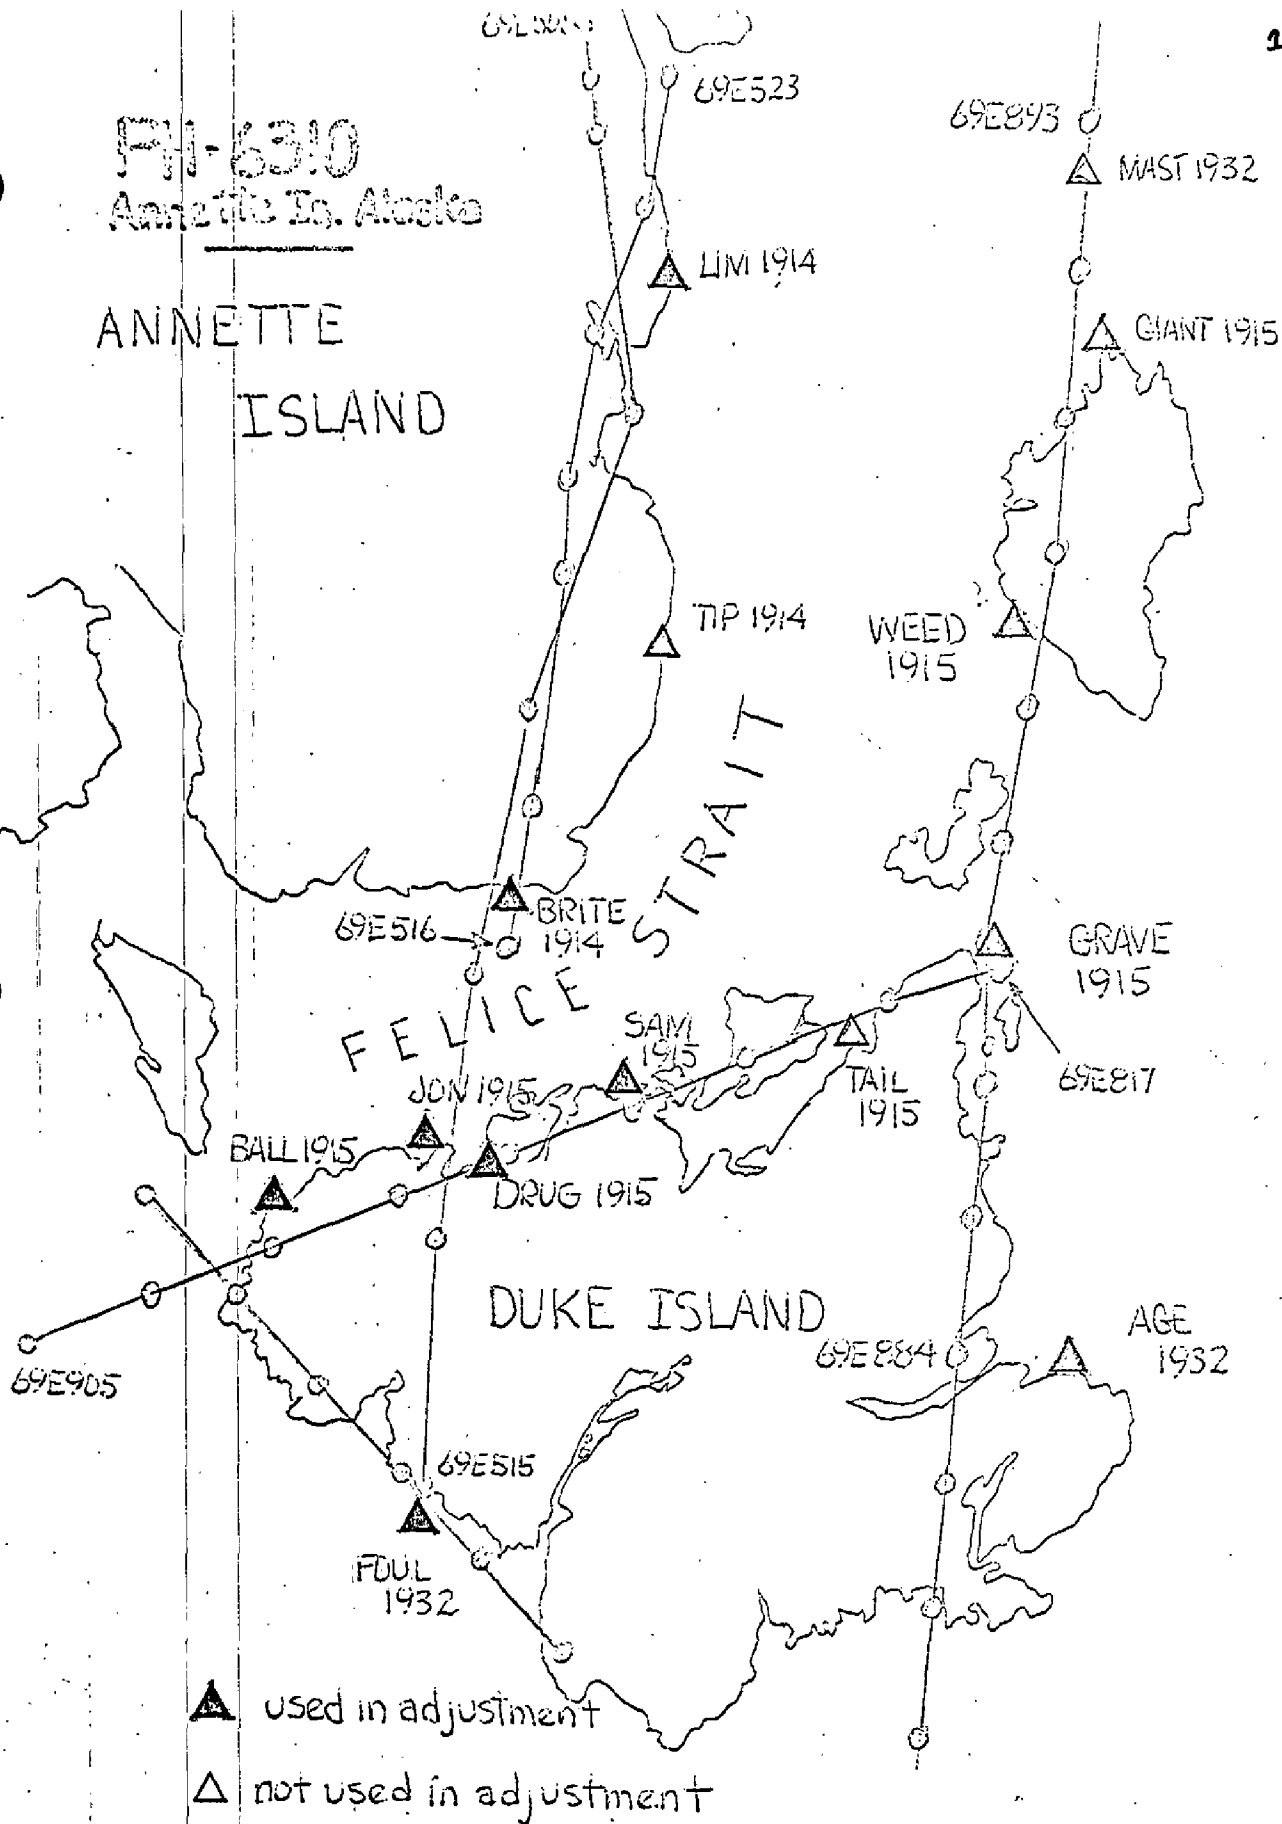 1
69E523
69E893
PH-6310
Annette Is. Alaska
MAST 1932
LIM 1914
GIANT 1915
ANNETTE
ISLAND
TIP 1914
WEED
1915
STRAIT
BRITE
1914
69E516
GRAVE
1915
FELICE
SAM
1915
JON 1915
TAIL
1915
69E817
BALL 1915
DRUG 1915
DUKE ISLAND
AGE
1932
69E884
69E905
69E515
FOUL
1932
used in adjustment
not used in adjustment